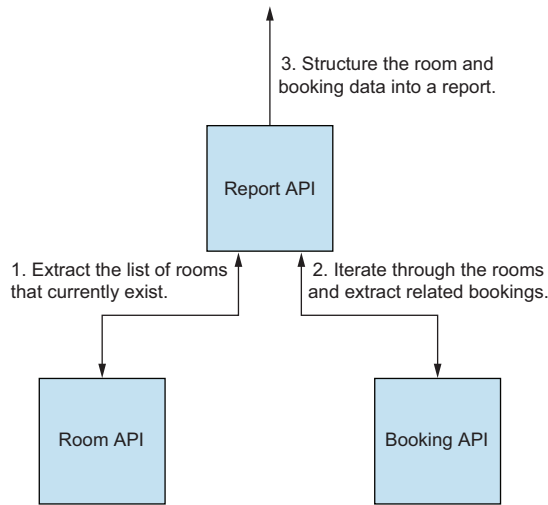 3. Structure the room and
booking data into a report.
Report API
1. Extract the list of rooms
that currently exist.
2. Iterate through the rooms
and extract related bookings.
Room API
Booking API